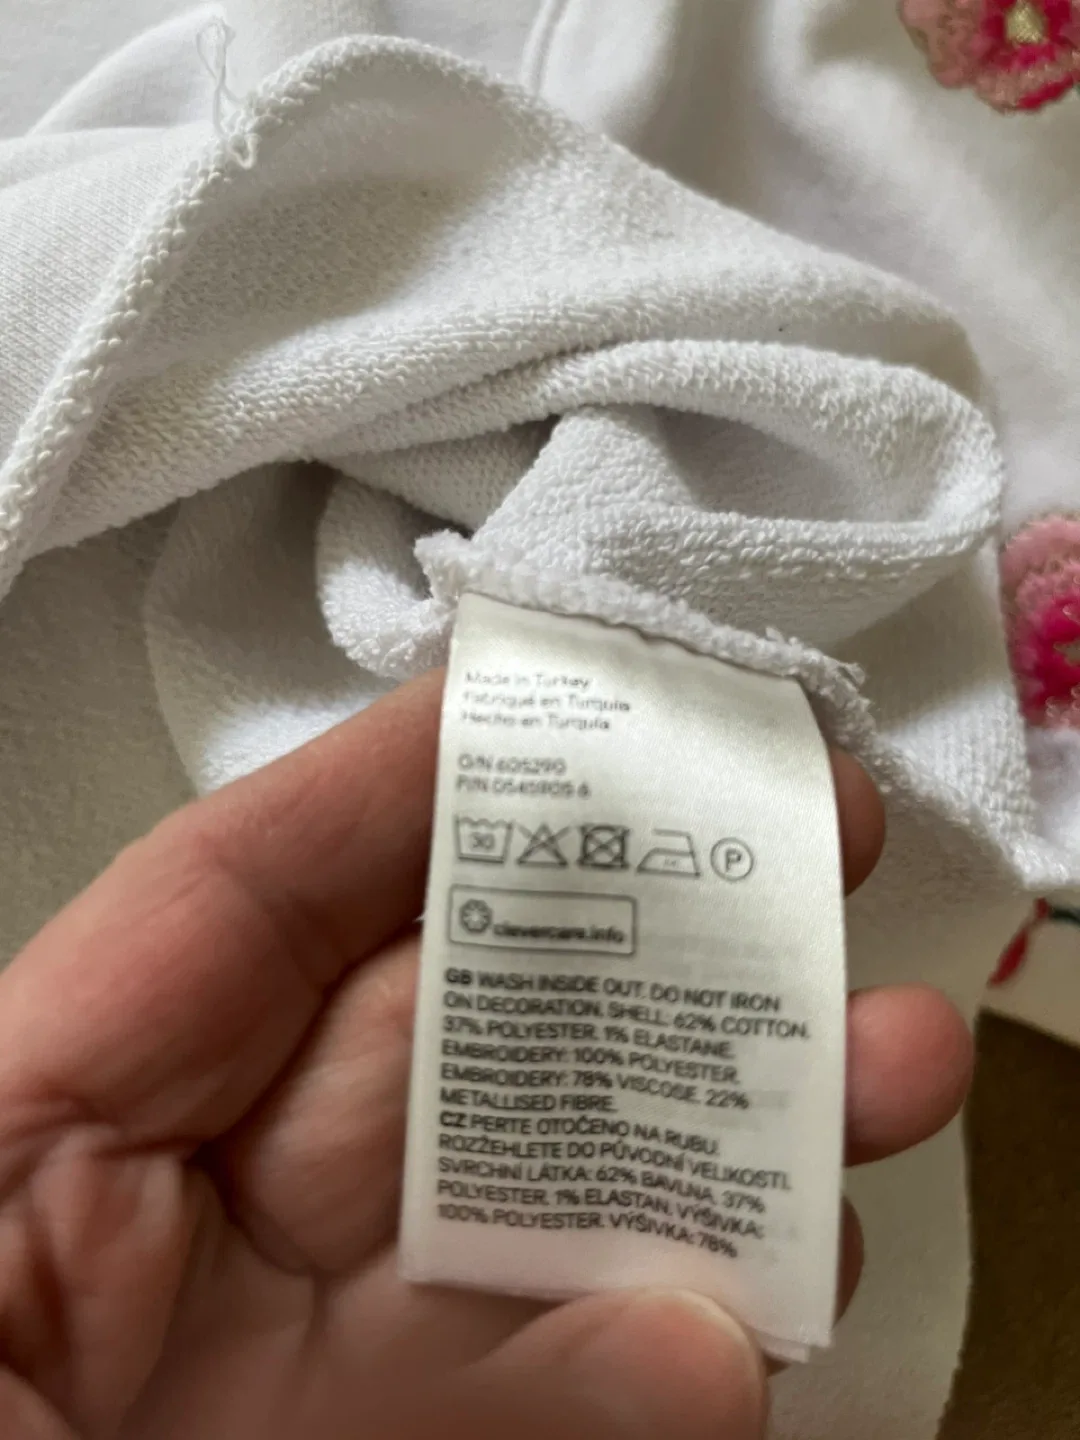 Made in Turkey
Fabriqué en Turquie
Hecho en Turquía
O/N 605290
30
P
clevercare.info
GB WASH INSIDE OUT. DO NOT IRON
ON DECORATION. SHELL: 62% COTTON.
37% POLYESTER. 1% ELASTANE.
EMBROIDERY: 100% POLYESTER.
EMBROIDERY: 78% VISCOSE. 22%
METALLISED FIBRE.
CZ PERTE OTOČENO NA RUBU.
ROZŽEHLETE DO PŮVODNÍ VELIKOSTI.
SVRCHNÍ LÁTKA: 62% BAVLNA. 37%
POLYESTER. 1% ELASTAN. VÝŠIVKA:
100% POLYESTER. VÝŠIVKA: 78%